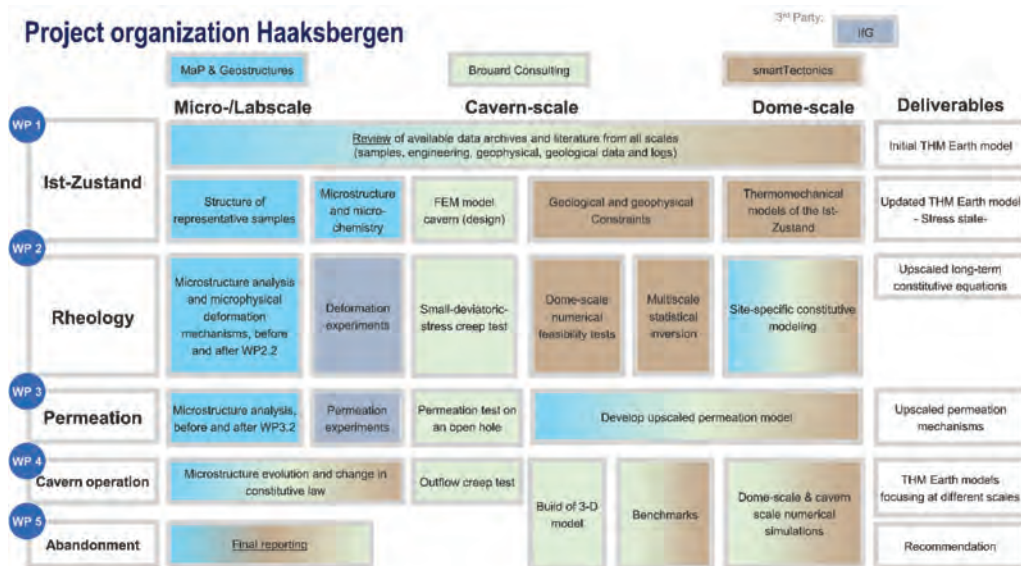 Project organization Haaksbergen
3rd Party:
IfG
MaP & Geostructures
Brouard Consulting
smartTectonics
Micro-/Labscale
Cavern-scale
Dome-scale
Deliverables
WP 1
Ist-Zustand
Review of available data archives and literature from all scales
(samples, engineering, geophysical, geological data and logs)
Initial THM Earth model
Structure of
representative samples
Microstructure
and micro-
chemistry
FEM model
cavern (design)
Geological and geophysical
Constraints
Thermomechanical
models of the Ist-
Zustand
Updated THM Earth model
- Stress state-
WP 2
Rheology
Microstructure analysis
and microphysical
deformation
mechanisms, before
and after WP2.2
Deformation
experiments
Small-deviatoric-
stress creep test
Dome-scale
numerical
feasibility tests
Multiscale
statistical
inversion
Site-specific constitutive
modeling
Upscaled long-term
constitutive equations
WP 3
Permeation
Microstructure analysis,
before and after WP3.2
Permeation
experiments
Permeation test on
an open hole
Develop upscaled permeation model
Upscaled permeation
mechanisms
WP 4
Cavern operation
Microstructure evolution and change in
constitutive law
Outflow creep test
Build of 3-D
model
Benchmarks
Dome-scale & cavern
scale numerical
simulations
THM Earth models
focusing at different scales
WP 5
Abandonment
Final reporting
Recommendation